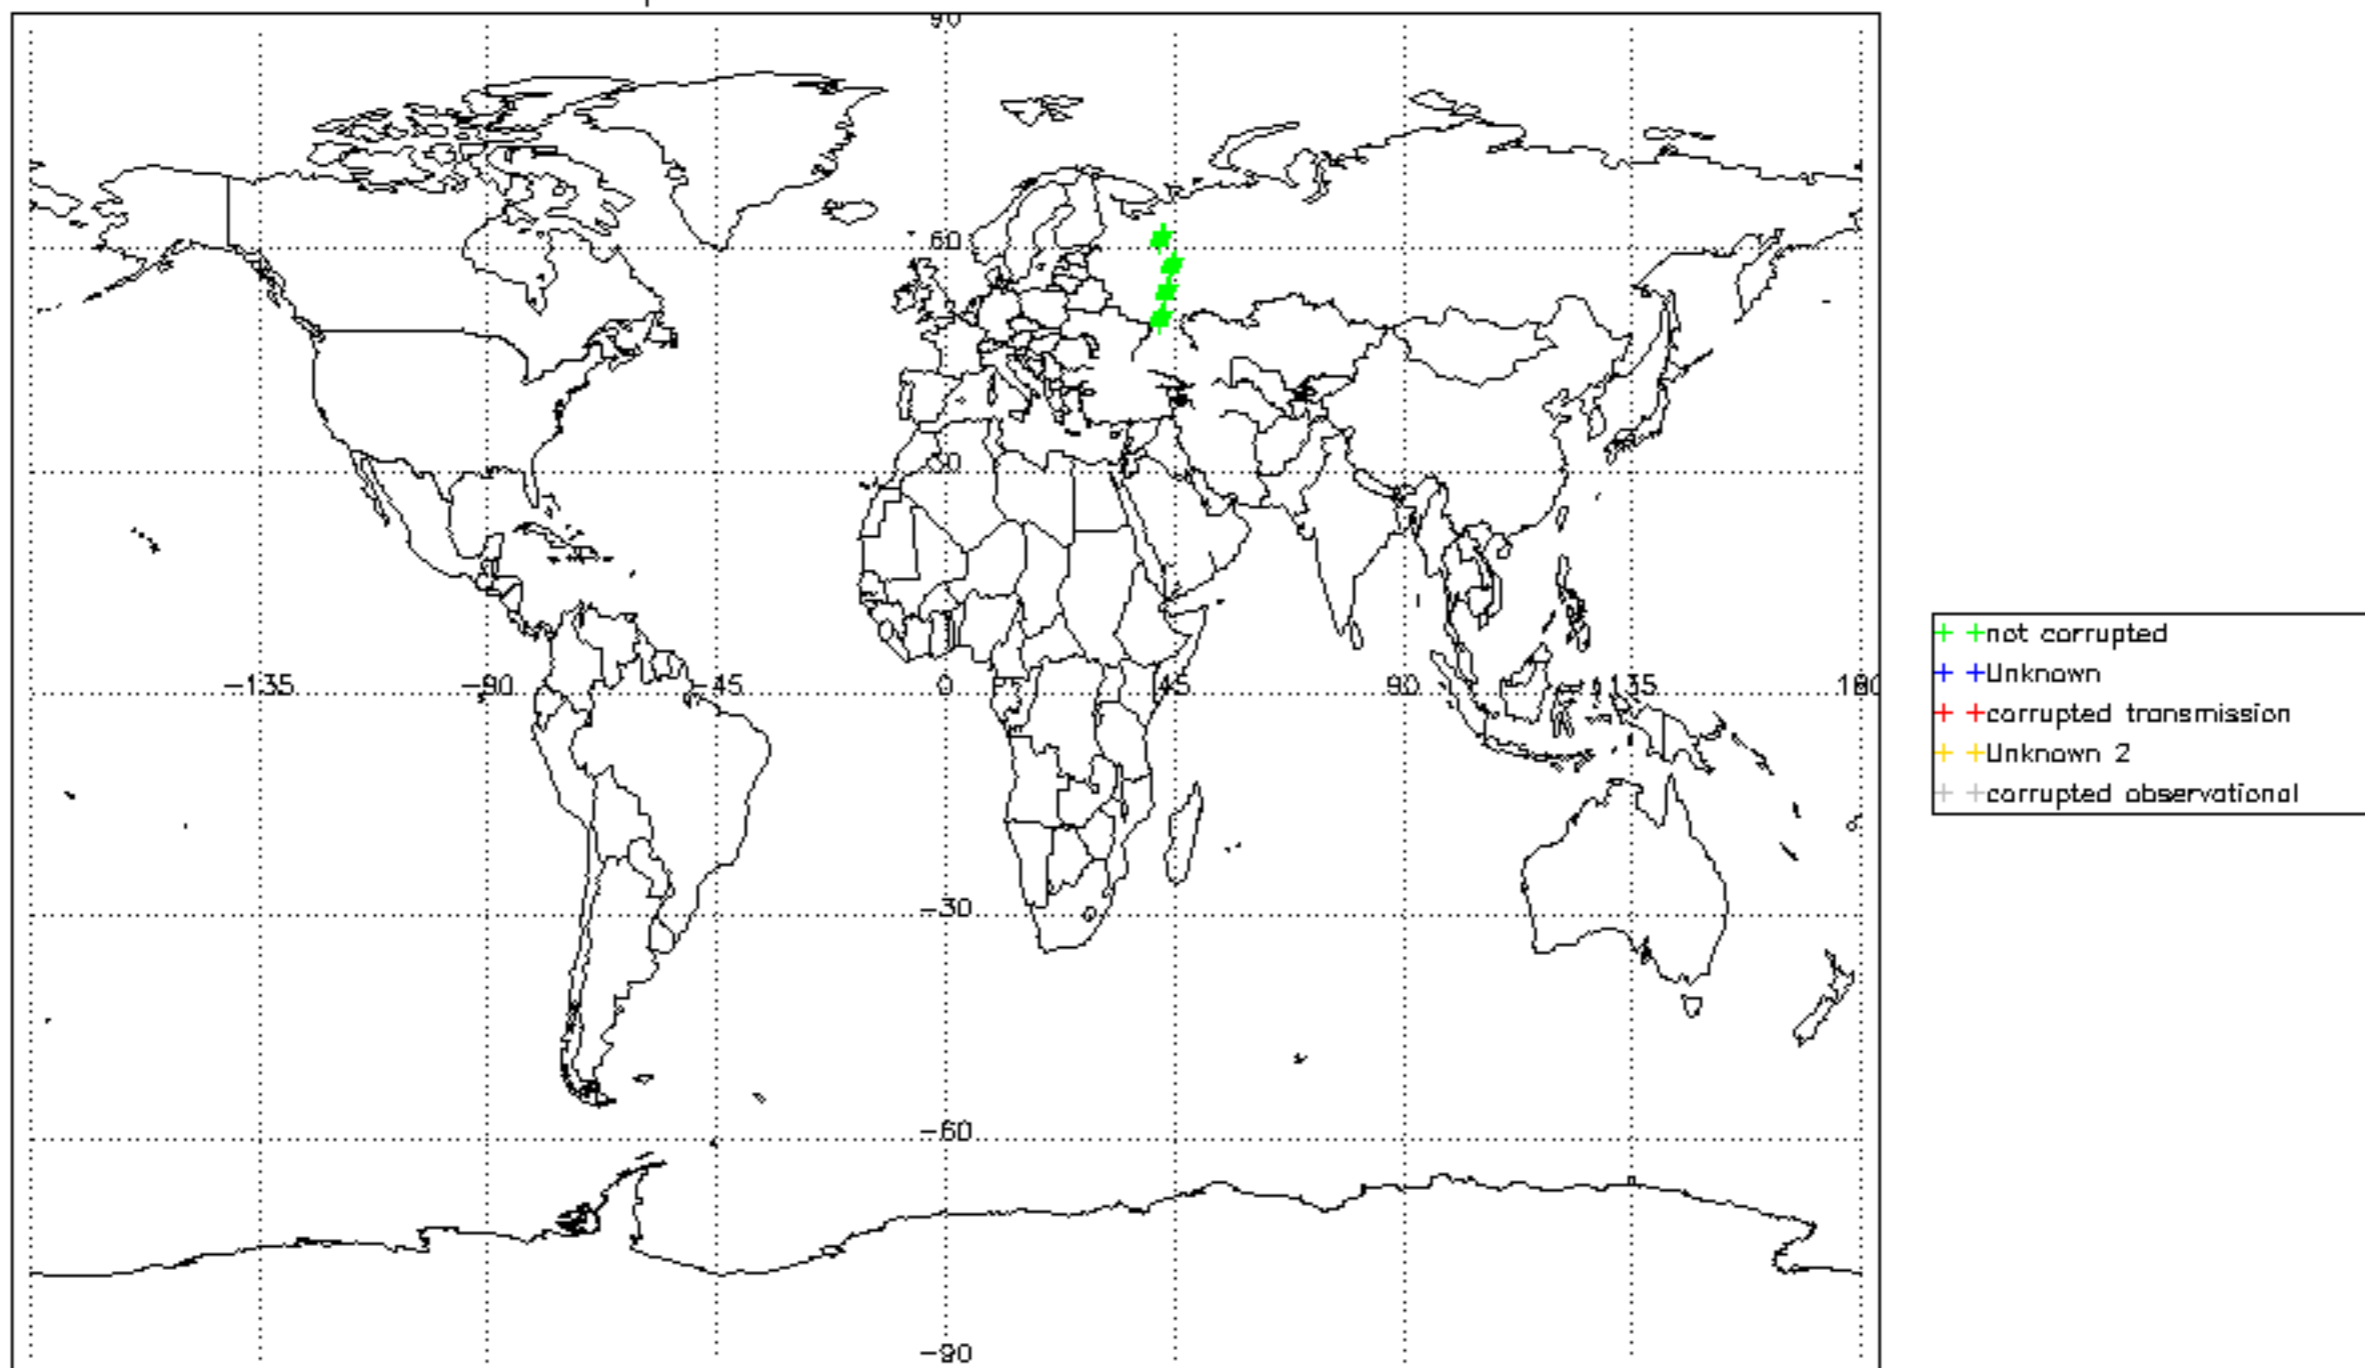 90
60
30
-135 -90 -45 0 45 90 135 180
-30
-60
-90
not corrupted
Unknown
corrupted transmission
Unknown 2
corrupted observational